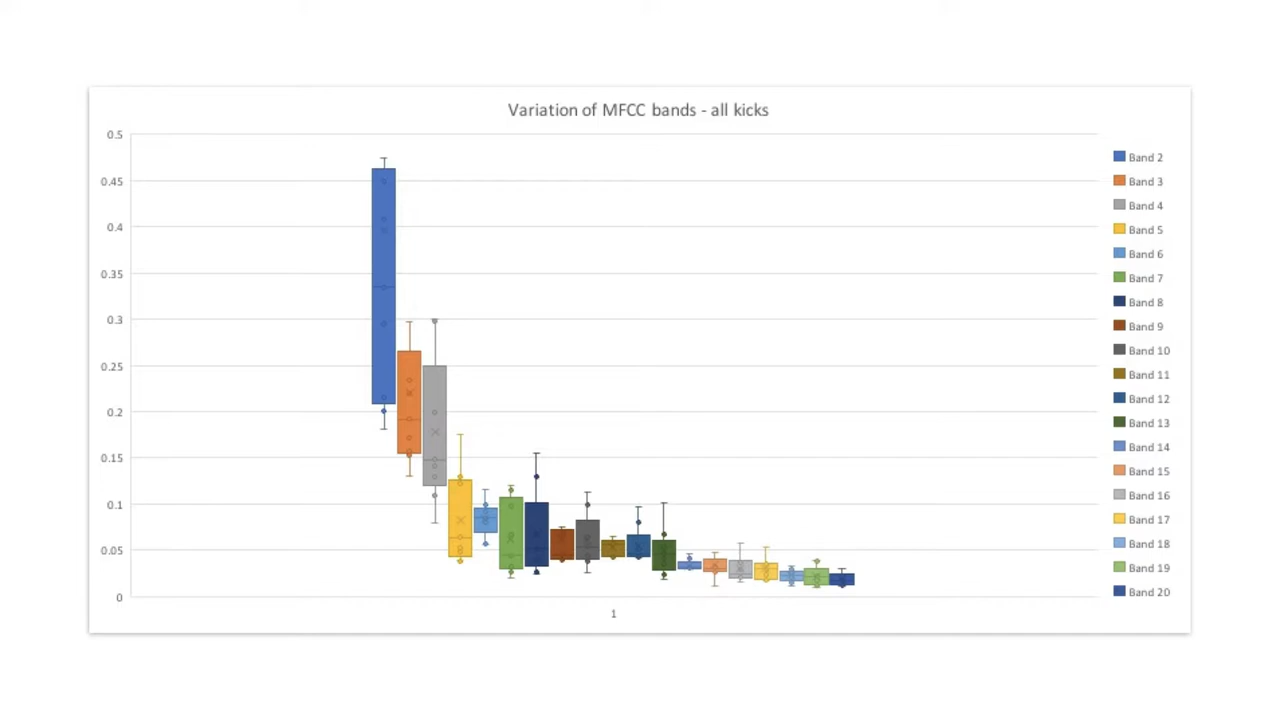 Variation of MFCC bands - all kicks
0.5
0.45
0.4
0.35
0.3
0.25
0.2
0.15
0.1
0.05
0
1
Band 2
Band 3
Band 4
Band 5
Band 6
Band 7
Band 8
Band 9
Band 10
Band 11
Band 12
Band 13
Band 14
Band 15
Band 16
Band 17
Band 18
Band 19
Band 20